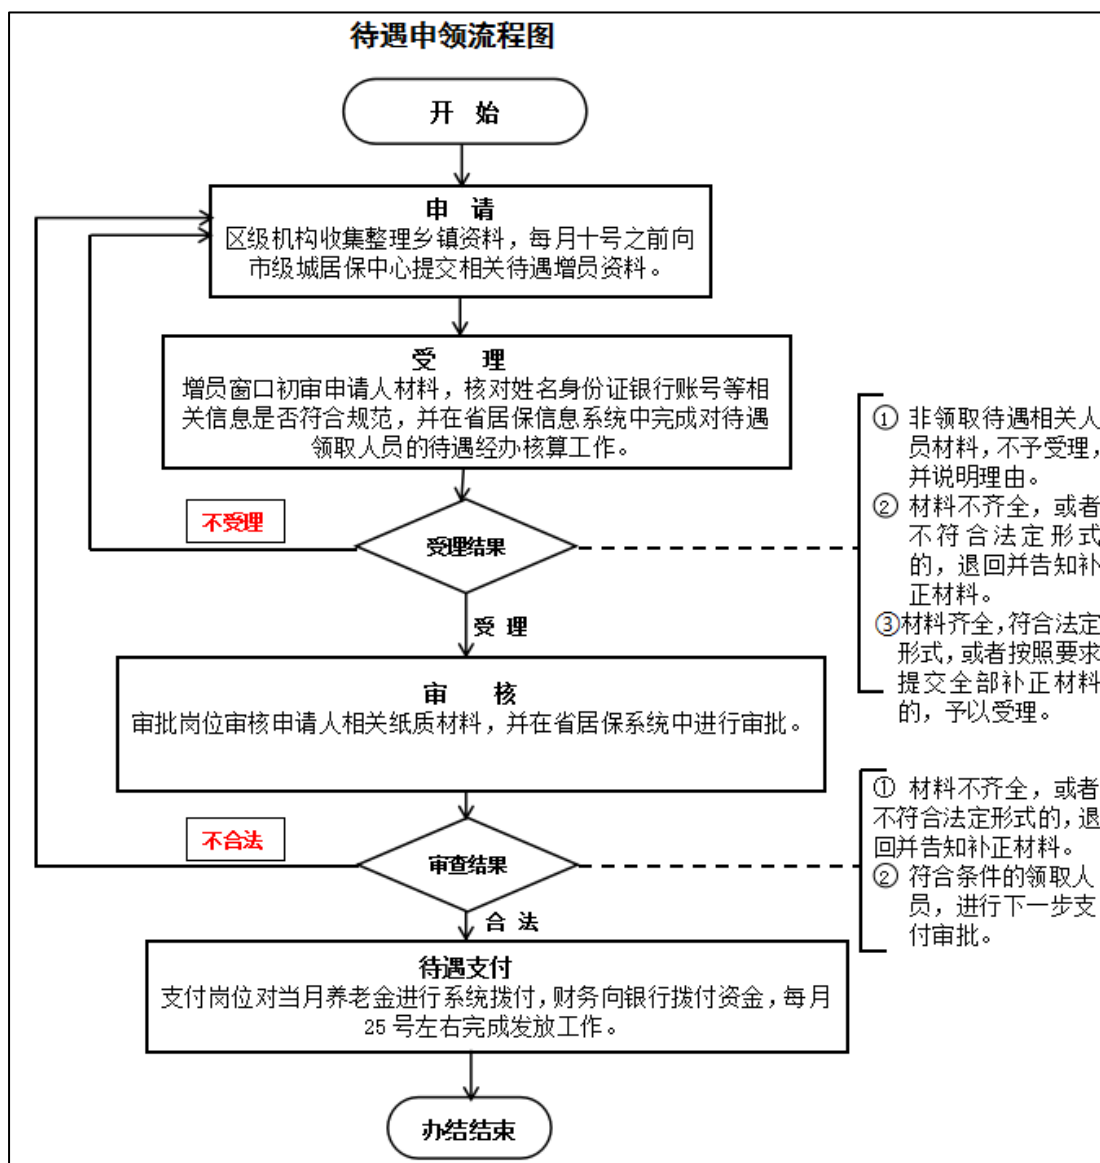 待遇申领流程图
开 始
申 请
区级机构收集整理乡镇资料，每月十号之前向
市级城居保中心提交相关待遇增员资料。
受 理
增员窗口初审申请人材料，核对姓名身份证银行账号等相
关信息是否符合规范，并在省居保信息系统中完成对待遇
领取人员的待遇经办核算工作。
不受理
受理结果
① 非领取待遇相关人
员材料，不予受理，
并说明理由。
② 材料不齐全，或者
不符合法定形式
的，退回并告知补
正材料。
③材料齐全，符合法定
形式，或者按照要求
提交全部补正材料
的，予以受理。
受 理
审 核
审批岗位审核申请人相关纸质材料，并在省居保系统中进行审批。
不合法
审查结果
① 材料不齐全，或者
不符合法定形式的，退
回并告知补正材料。
② 符合条件的领取人
员，进行下一步支
付审批。
合 法
待遇支付
支付岗位对当月养老金进行系统拨付，财务向银行拨付资金，每月
25 号左右完成发放工作。
办结结束